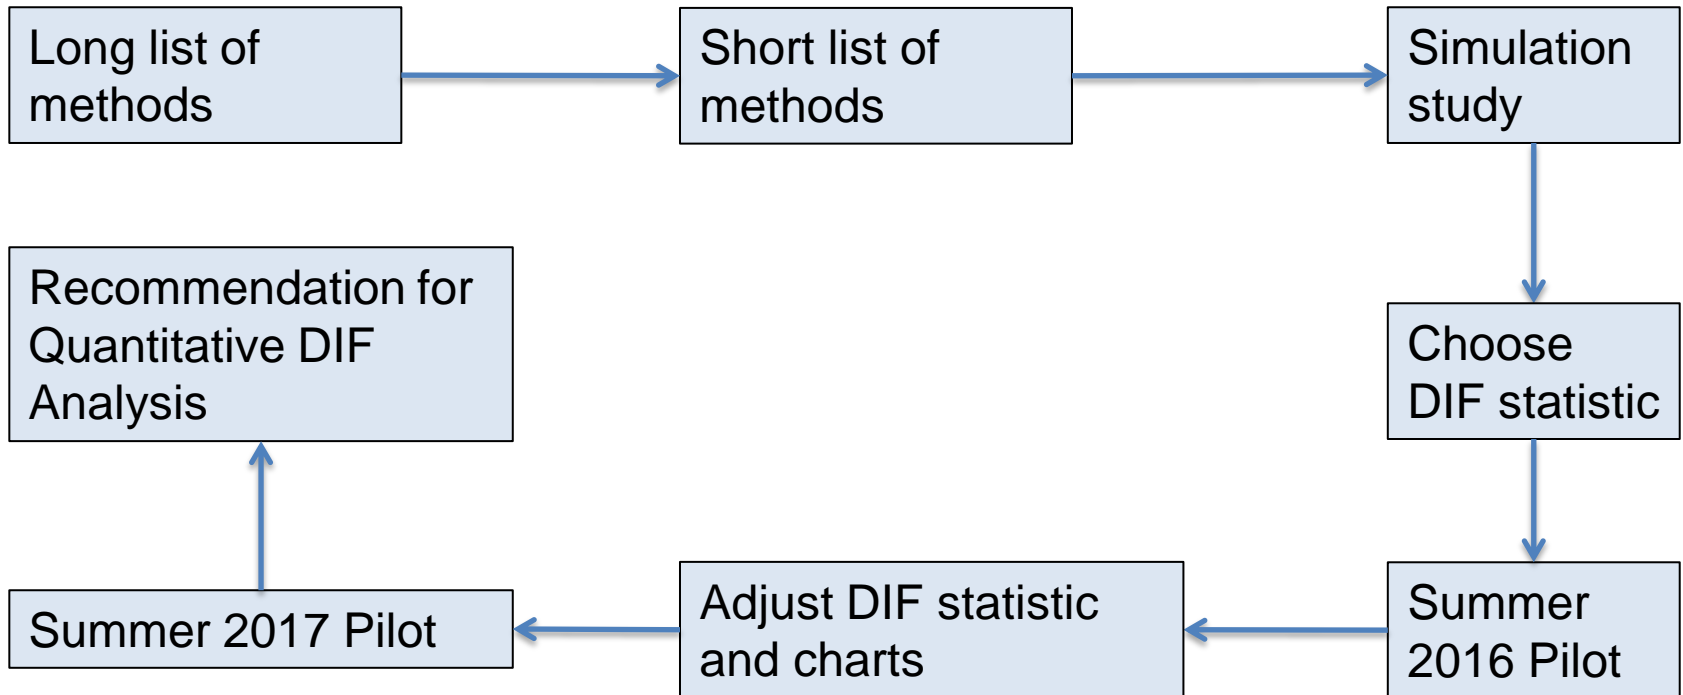 Long list of
methods
Short list of
methods
Simulation
study
Choose
DIF statistic
Summer
2016 Pilot
Adjust DIF statistic
and charts
Summer 2017 Pilot
Recommendation for
Quantitative DIF
Analysis